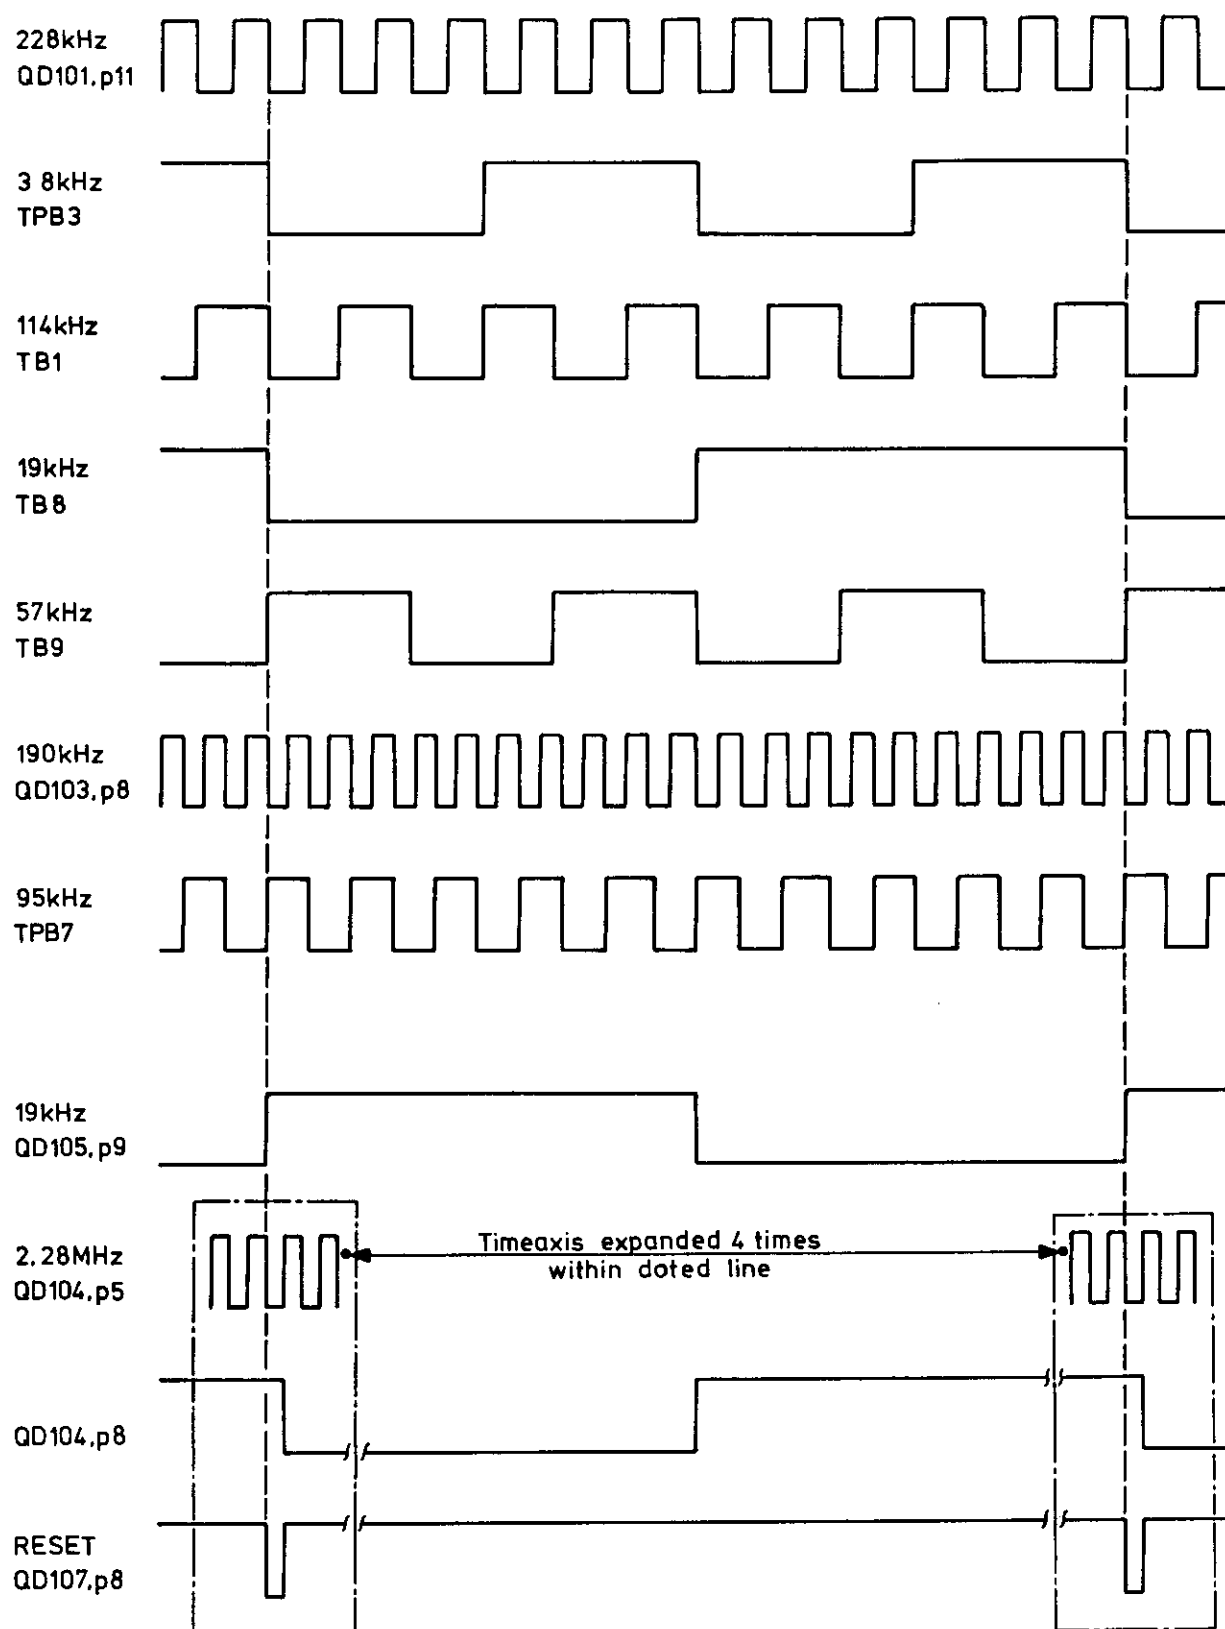 228kHz
QD101,p11
3 8kHz
TPB3
114kHz
TB1
19kHz
TB8
57kHz
TB9
190kHz
QD103,p8
95kHz
TPB7
19kHz
QD105,p9
2,28MHz
QD104,p5
Timeaxis expanded 4 times
within doted line
QD104,p8
RESET
QD107,p8